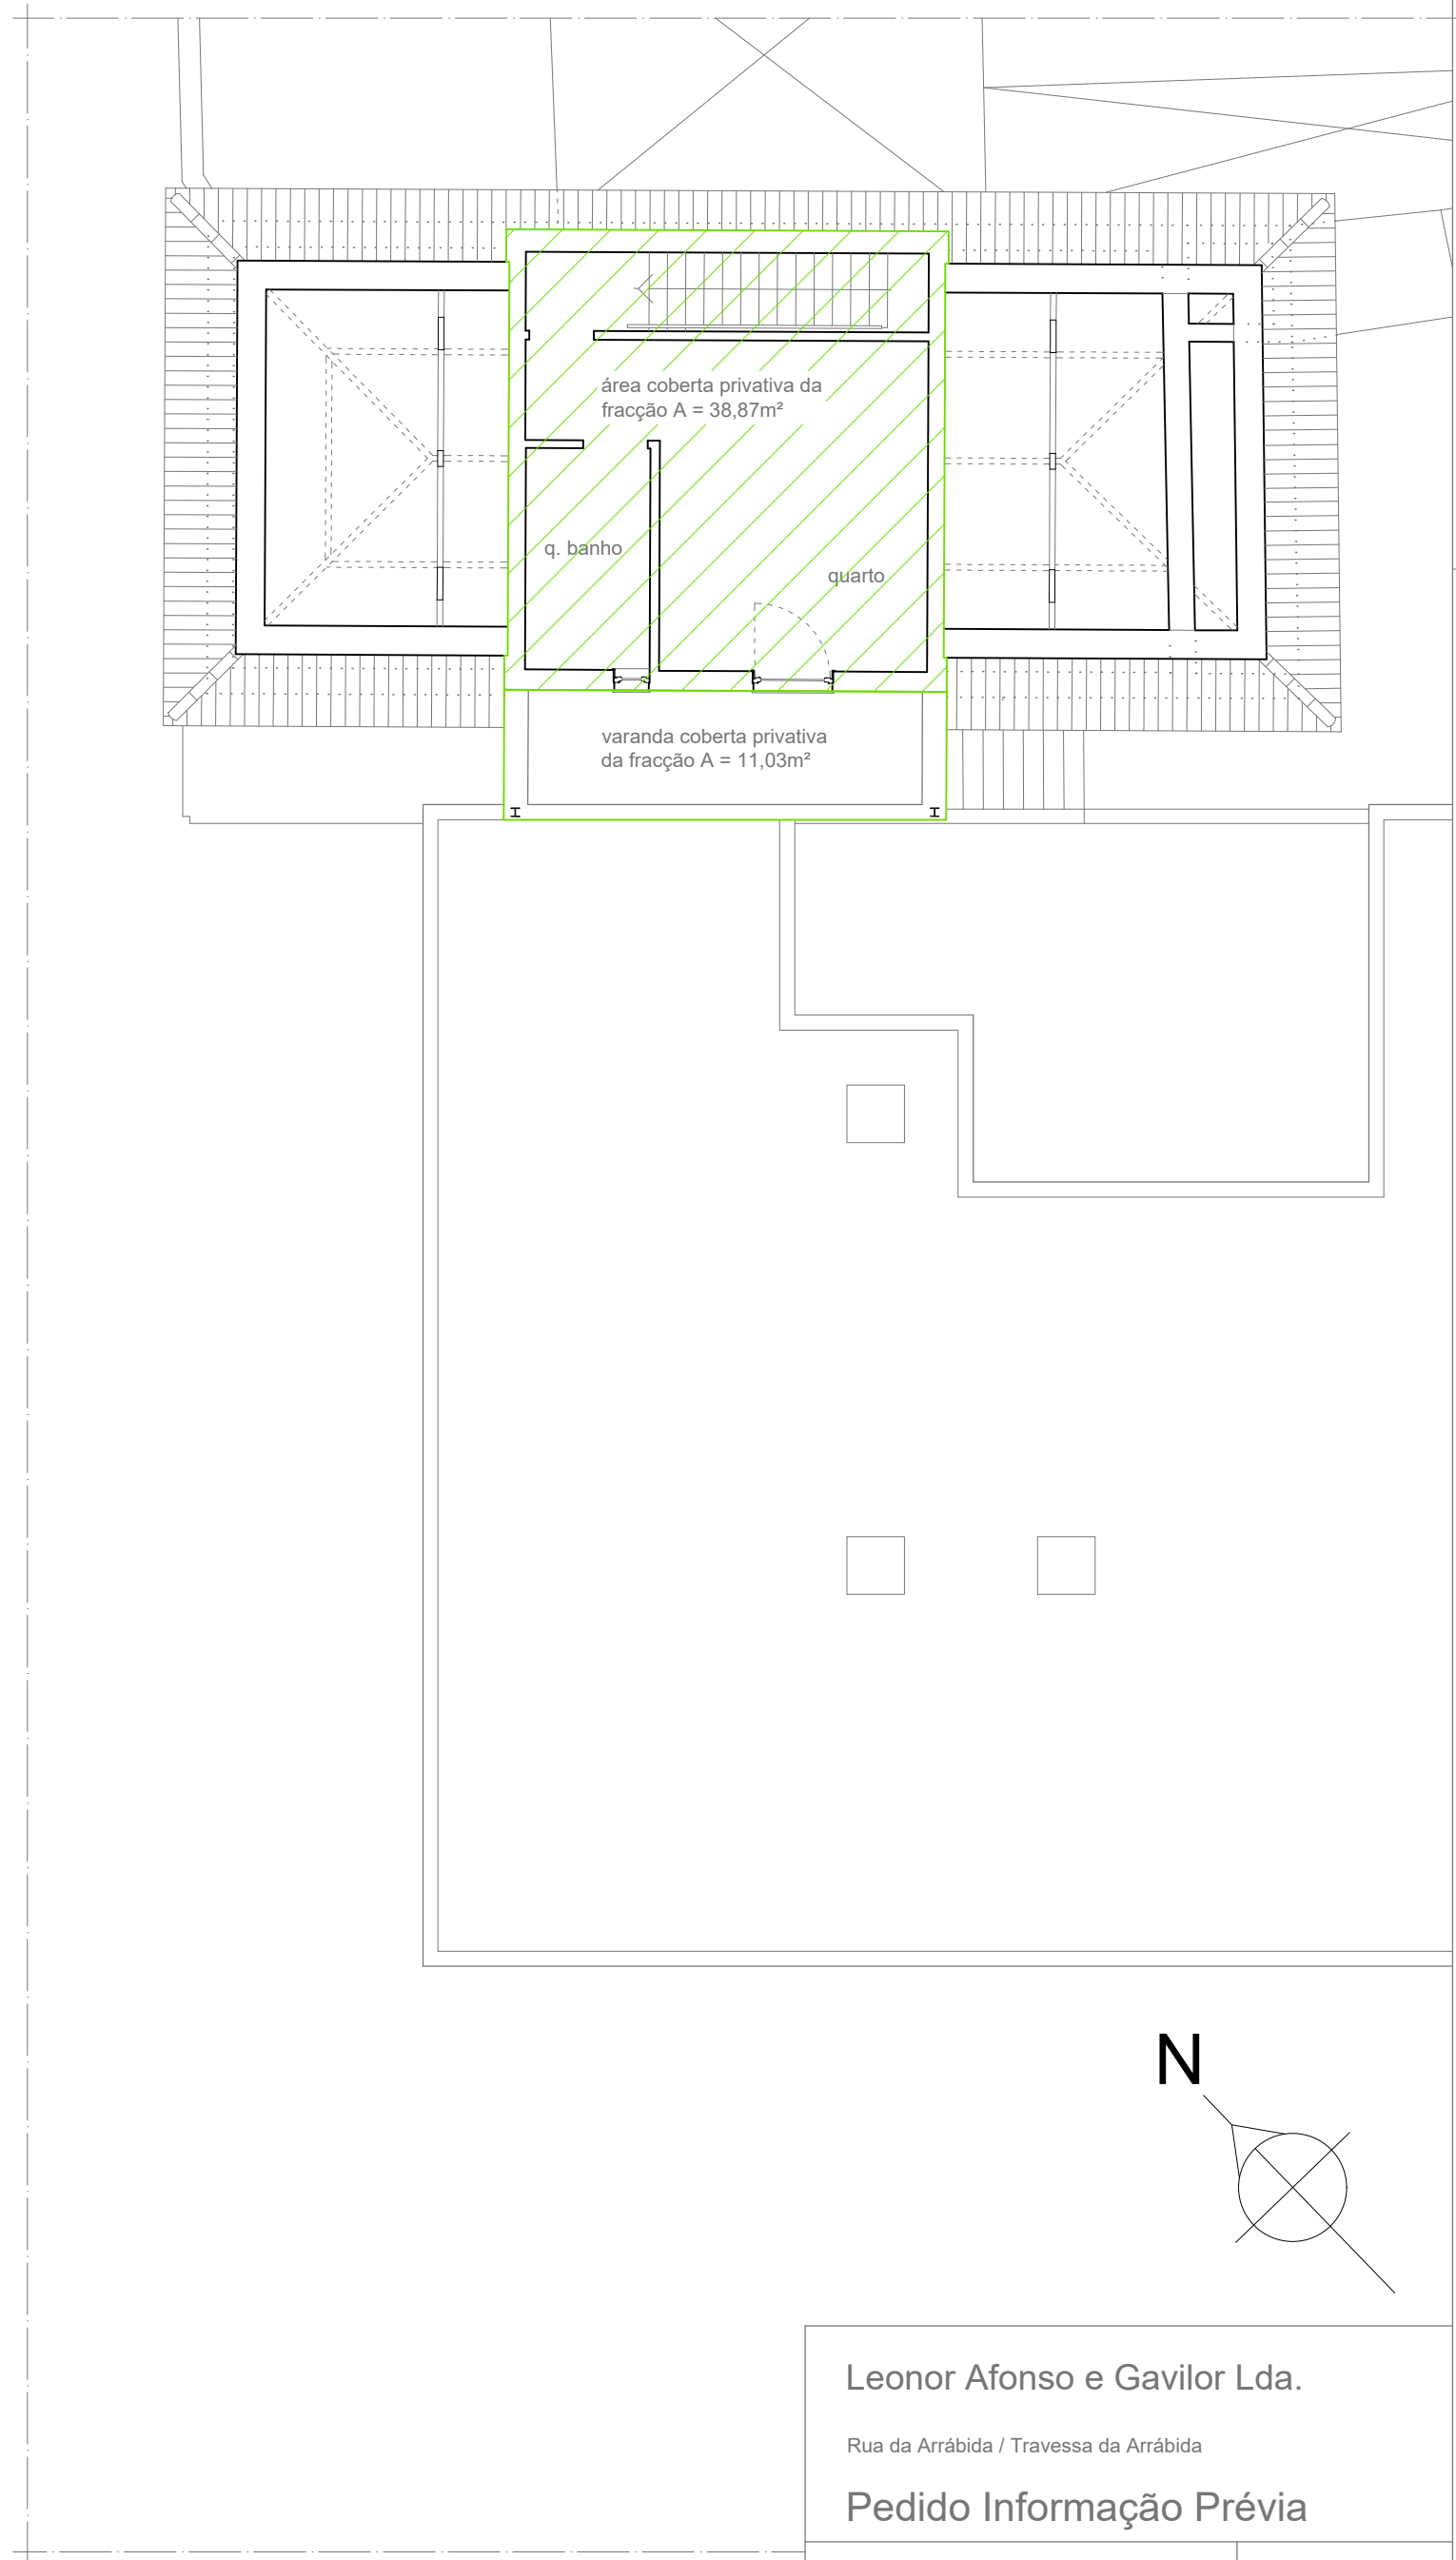 área coberta privativa da
fracção A = 38,87m²
q. banho
quarto
varanda coberta privativa
da fracção A = 11,03m²
N
Leonor Afonso e Gavilor Lda.
Rua da Arrábida / Travessa da Arrábida
Pedido Informação Prévia